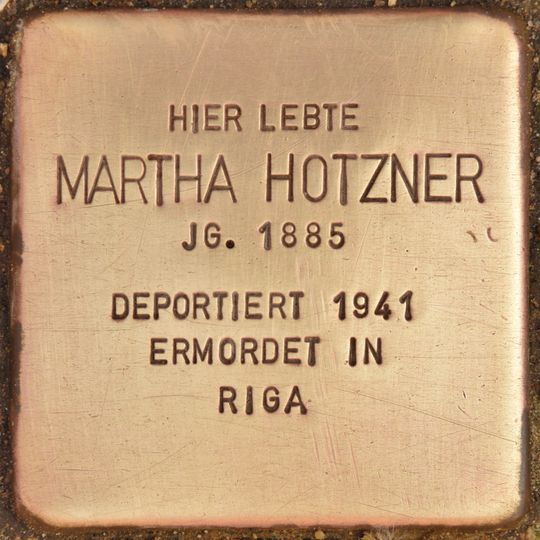 HIER LEBTE
MARTHA HOTZNER
JG. 1885
DEPORTIERT 1941
ERMORDET IN
RIGA